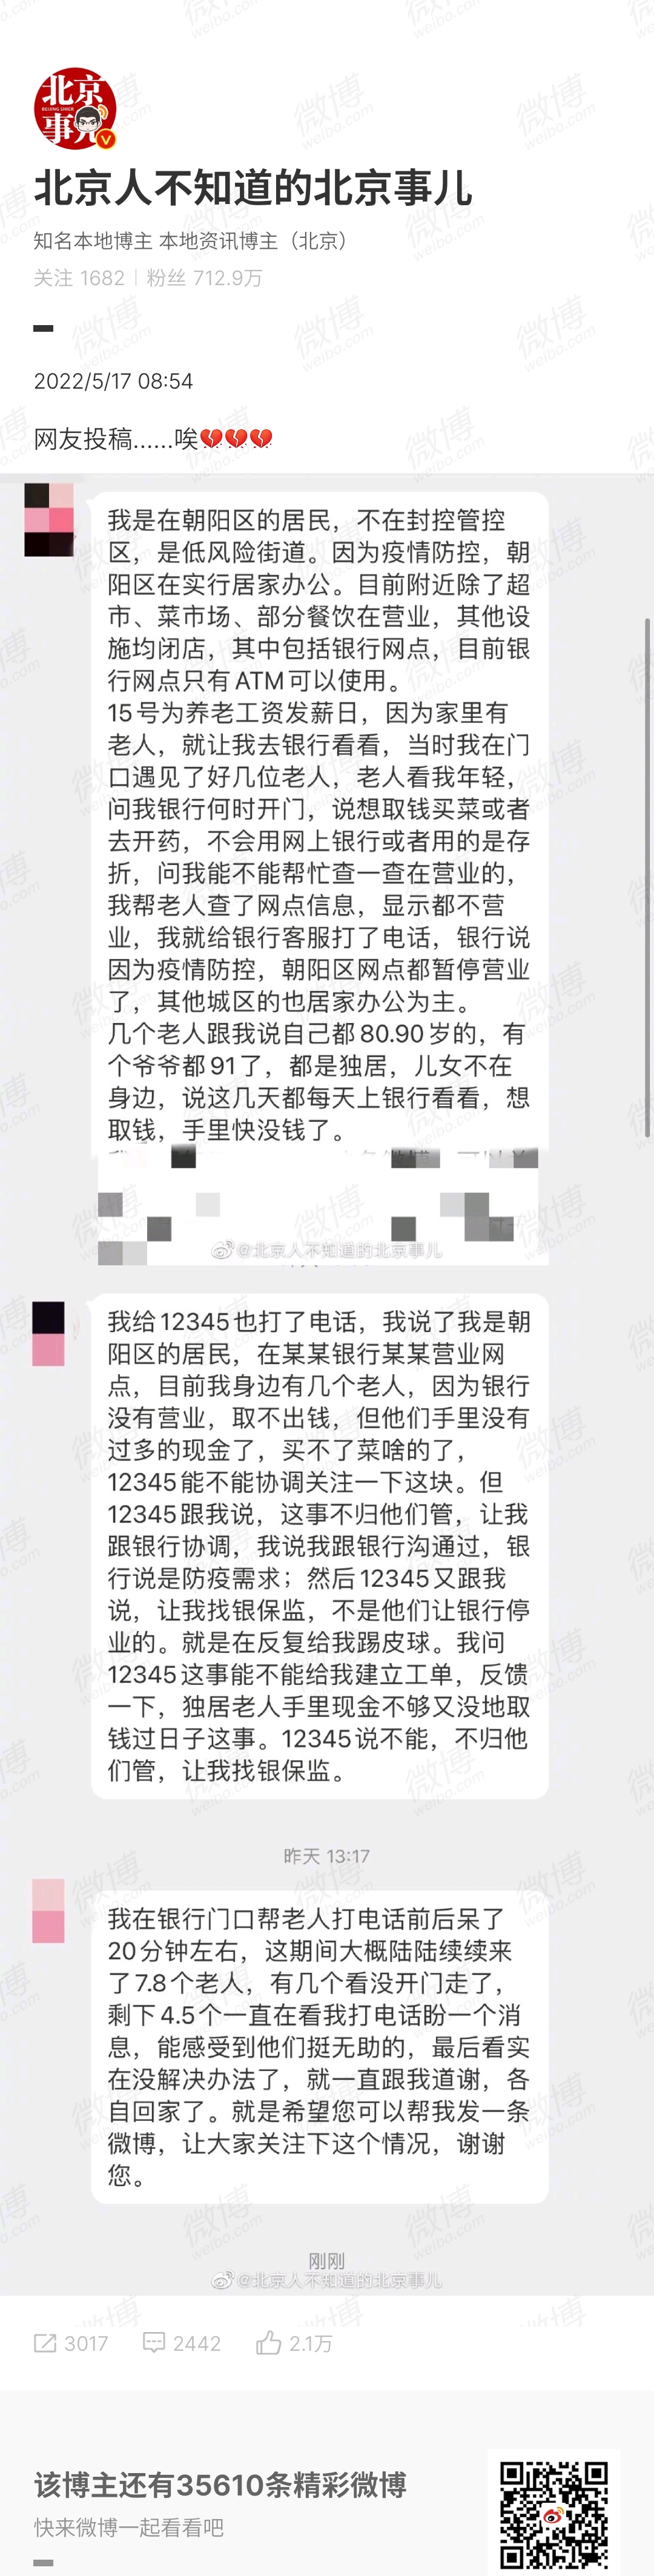 北京
BEIJING SHIER
事儿
北京人不知道的北京事儿
知名本地博主 本地资讯博主（北京）
关注 1682 | 粉丝 712.9万
2022/5/17 08:54
网友投稿......唉💔💔💔
我是在朝阳区的居民，不在封控管控
区，是低风险街道。因为疫情防控，朝
阳区在实行居家办公。目前附近除了超
市、菜市场、部分餐饮在营业，其他设
施均闭店，其中包括银行网点，目前银
行网点只有ATM可以使用。
15号为养老工资发薪日，因为家里有
老人，就让我去银行看看，当时我在门
口遇见了好几位老人，老人看我年轻，
问我银行何时开门，说想取钱买菜或者
去开药，不会用网上银行或者用的是存
折，问我能不能帮忙查一查在营业的，
我帮老人查了网点信息，显示都不营
业，我就给银行客服打了电话，银行说
因为疫情防控，朝阳区网点都暂停营业
了，其他城区的也居家办公为主。
几个老人跟我说自己都80.90岁的，有
个爷爷都91了，都是独居，儿女不在
身边，说这几天都每天上银行看看，想
取钱，手里快没钱了。
@北京人不知道的北京事儿
我给12345也打了电话，我说了我是朝
阳区的居民，在某某银行某某营业网
点，目前我身边有几个老人，因为银行
没有营业，取不出钱，但他们手里没有
过多的现金了，买不了菜啥的了，
12345能不能协调关注一下这块。但
12345跟我说，这事不归他们管，让我
跟银行协调，我说我跟银行沟通过，银
行说是防疫需求；然后12345又跟我
说，让我找银保监，不是他们让银行停
业的。就是在反复给我踢皮球。我问
12345这事能不能给我建立工单，反馈
一下，独居老人手里现金不够又没地取
钱过日子这事。12345说不能，不归他
们管，让我找银保监。
昨天 13:17
我在银行门口帮老人打电话前后呆了
20分钟左右，这期间大概陆陆续续来
了7.8个老人，有几个看没开门走了，
剩下4.5个一直在看我打电话盼一个消
息，能感受到他们挺无助的，最后看实
在没解决办法了，就一直跟我道谢，各
自回家了。就是希望您可以帮我发一条
微博，让大家关注下这个情况，谢谢
您。
刚刚
@北京人不知道的北京事儿
3017 2442 2.1万
该博主还有35610条精彩微博
快来微博一起看看吧